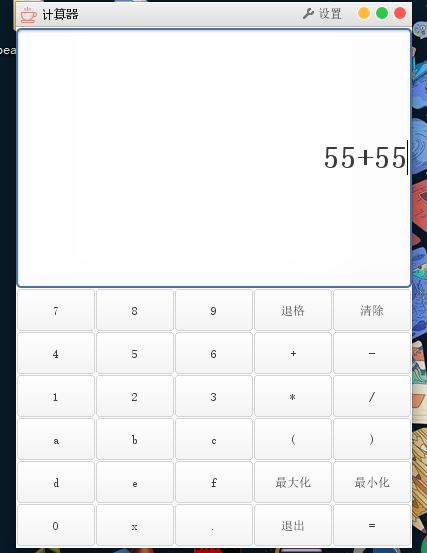 计算器 设置
pea
55+55
7 8 9 退格 清除
4 5 6 + -
1 2 3 * /
a b c ( )
d e f 最大化 最小化
0 x . 退出 =